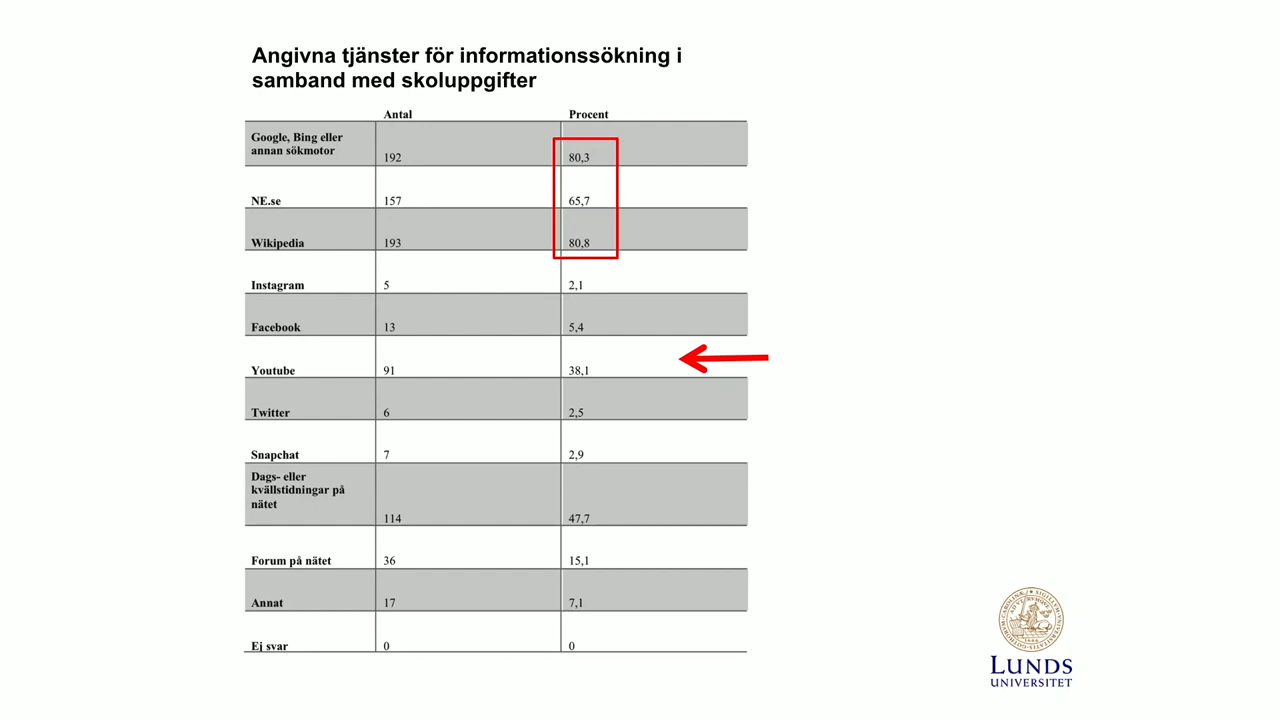 Angivna tjänster för informationssökning i
samband med skoluppgifter
Antal Procent
Google, Bing eller
annan sökmotor 192 80,3
NE.se 157 65,7
Wikipedia 193 80,8
Instagram 5 2,1
Facebook 13 5,4
Youtube 91 38,1
Twitter 6 2,5
Snapchat 7 2,9
Dags- eller
kvällstidningar på
nätet 114 47,7
Forum på nätet 36 15,1
Annat 17 7,1
Ej svar 0 0
LUNDS
UNIVERSITET